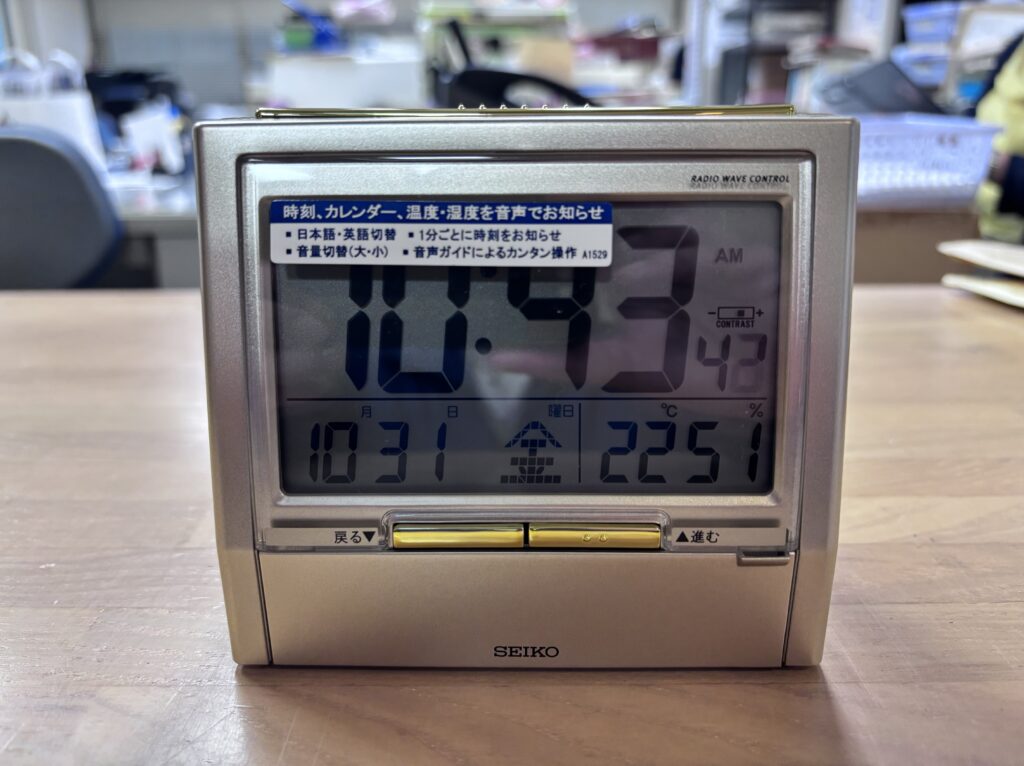 RADIO WAVE CONTROL
時刻、カレンダー、温度・湿度を音声でお知らせ
■ 日本語・英語切替 ■ 1分ごとに時刻をお知らせ
■ 音量切替(大・小) ■ 音声ガイドによるカンタン操作 A1529
AM
10:43
- +
CONTRAST
月 日 曜日 ℃ %
10 31 金 22 51
戻る▼ ▲進む
SEIKO